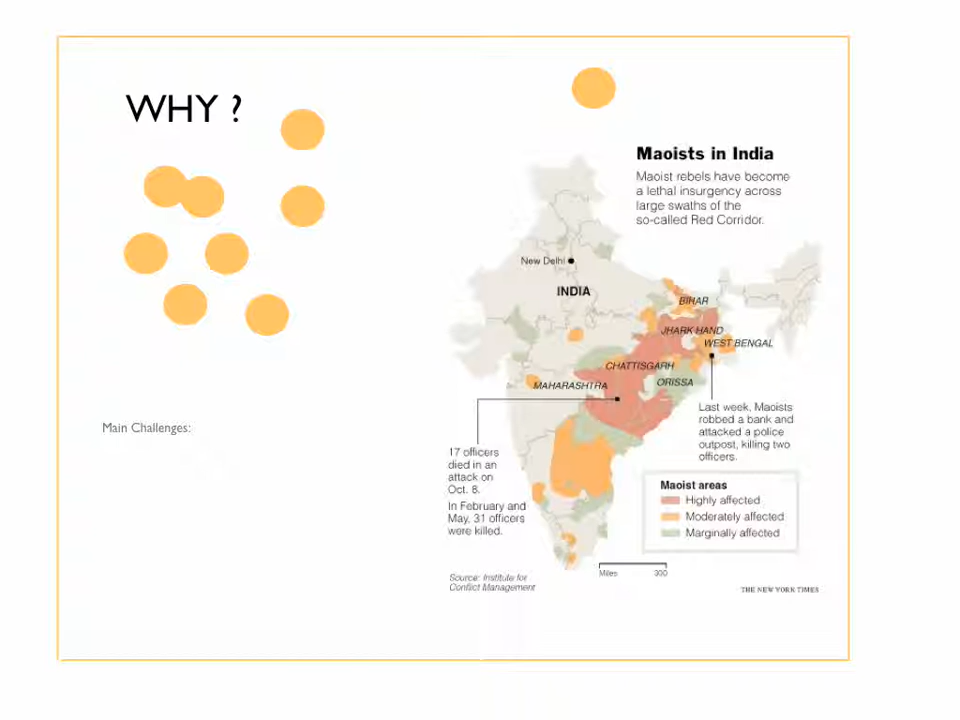 WHY ?
Main Challenges:
Maoists in India
Maoist rebels have become
a lethal insurgency across
large swaths of the
so-called Red Corridor.
New Delhi
INDIA
BIHAR
JHARKHAND
WEST BENGAL
CHATTISGARH
MAHARASHTRA
ORISSA
Last week, Maoists
robbed a bank and
attacked a police
outpost, killing two
officers.
17 officers
died in an
attack on
Oct. 8.
In February and
May, 31 officers
were killed.
Maoist areas
Highly affected
Moderately affected
Marginally affected
Miles 300
Source: Institute for
Conflict Management
THE NEW YORK TIMES